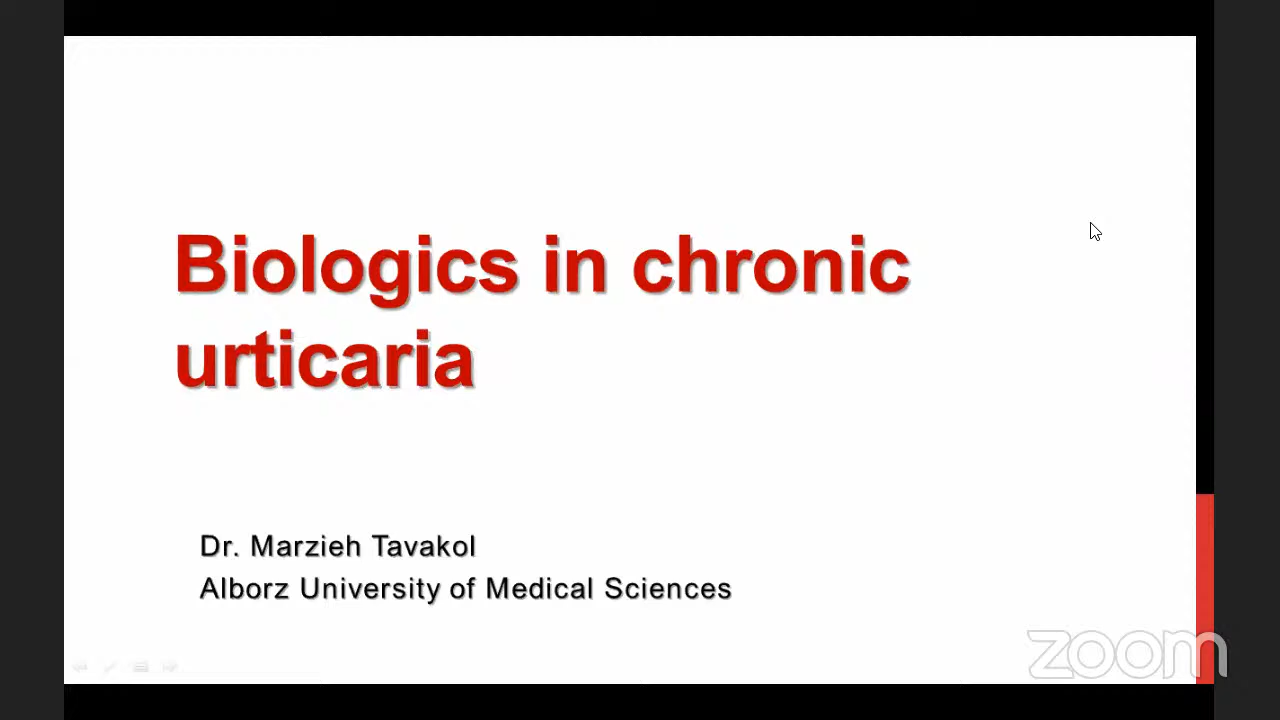 Biologics in chronic
urticaria
Dr. Marzieh Tavakol
Alborz University of Medical Sciences
zoom